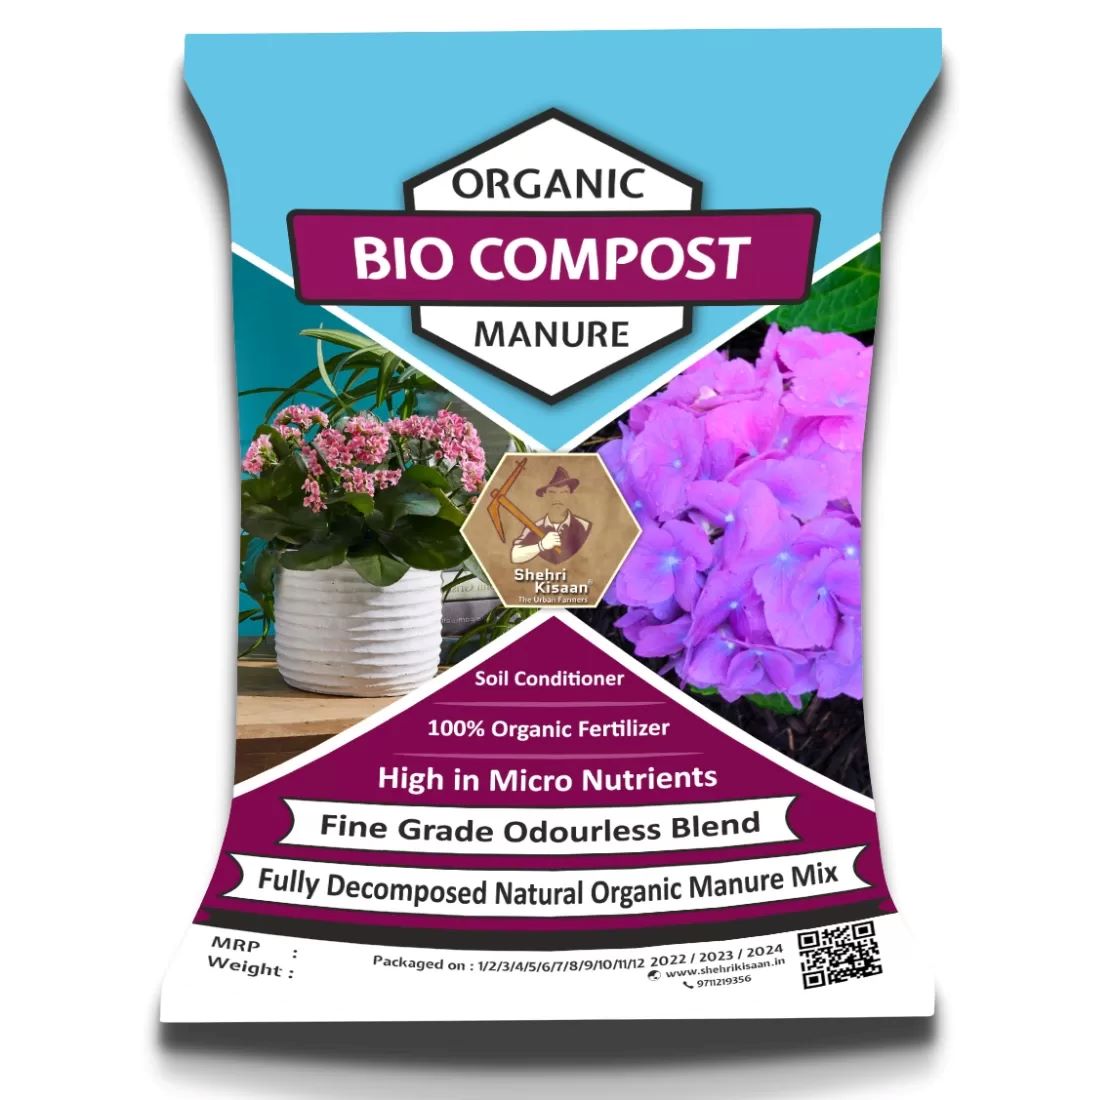 ORGANIC
BIO COMPOST
MANURE
Shehri
Kisaan®
The Urban Farmers
Soil Conditioner
100% Organic Fertilizer
High in Micro Nutrients
Fine Grade Odourless Blend
Fully Decomposed Natural Organic Manure Mix
MRP :
Weight :
Packaged on : 1/2/3/4/5/6/7/8/9/10/11/12 2022 / 2023 / 2024
www.shehrikisaan.in
9711219356